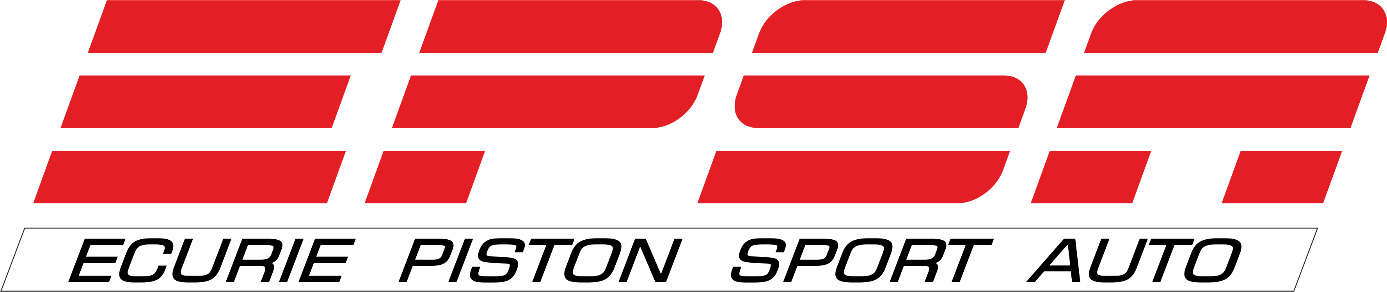 EPSA
ECURIE PISTON SPORT AUTO